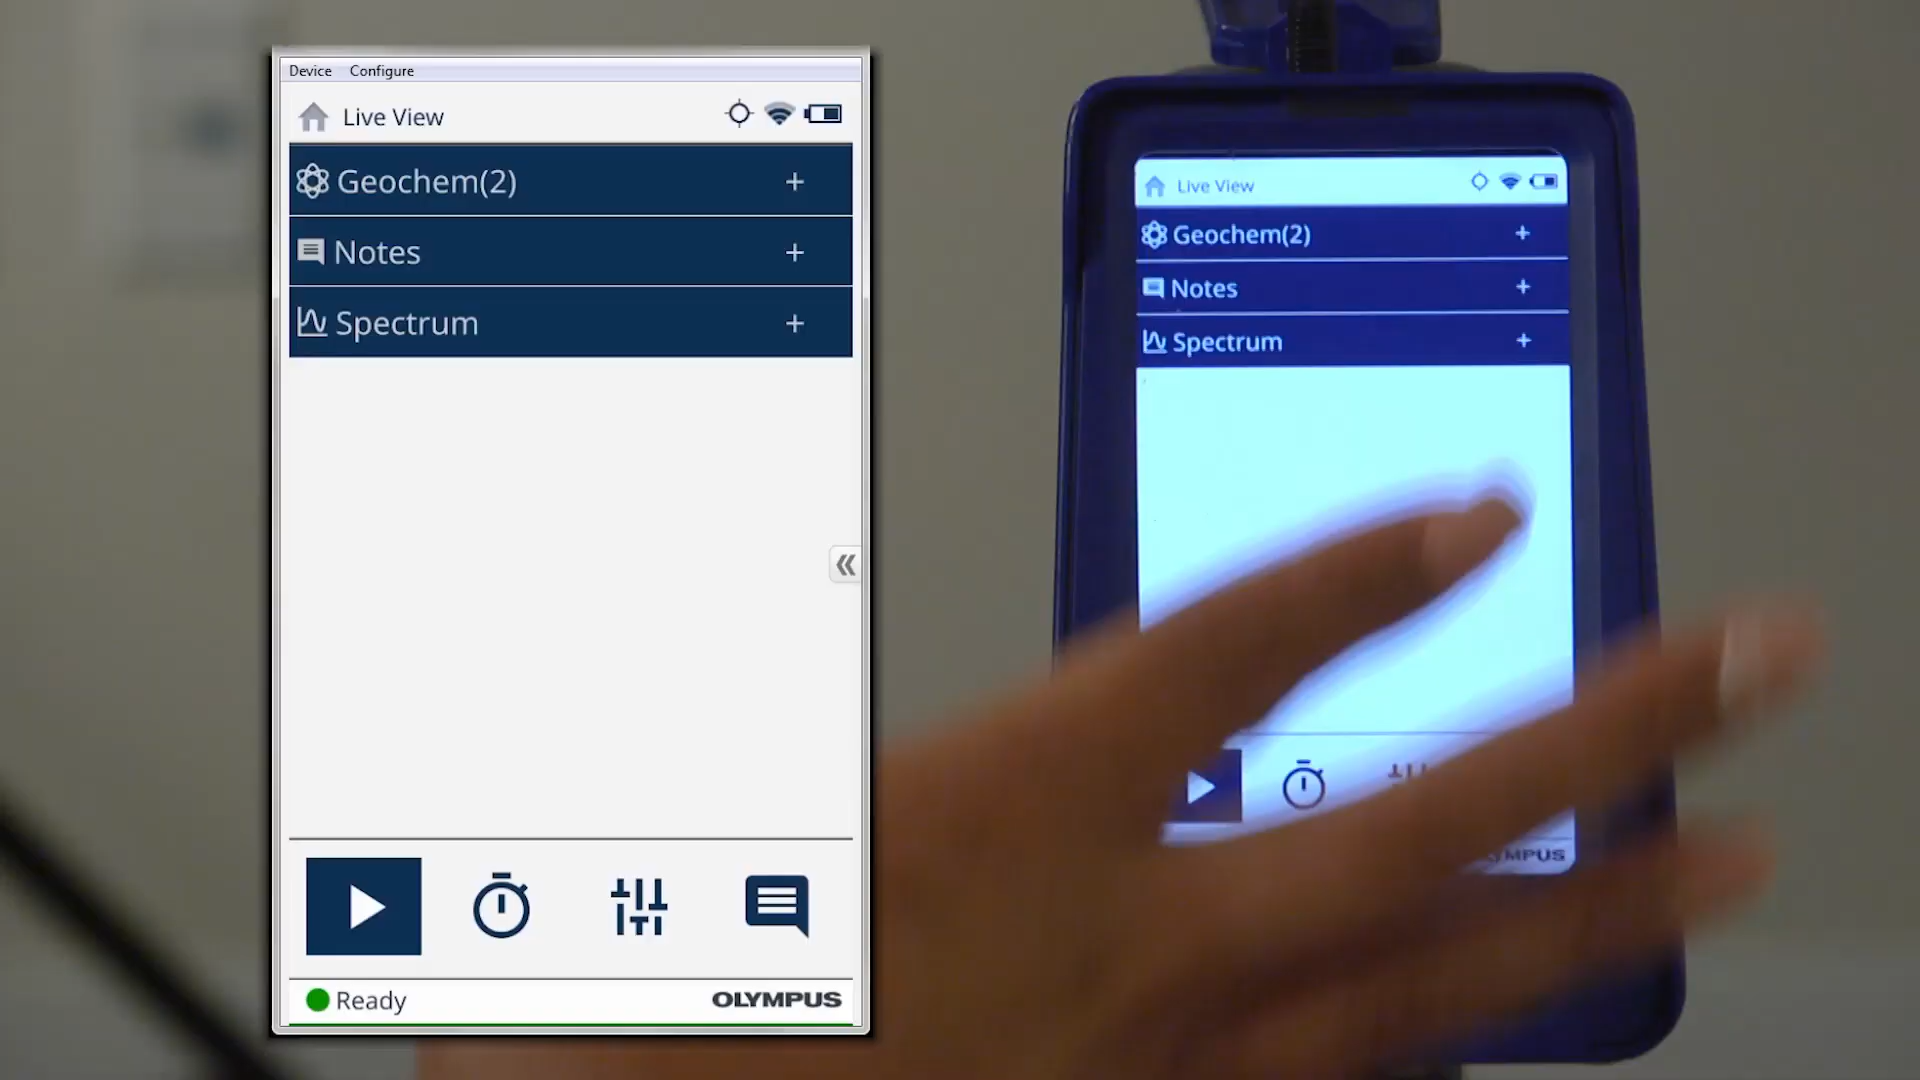 Device Configure
Live View
Geochem(2) +
Notes +
Spectrum +
Ready
OLYMPUS
Live View
Geochem(2) +
Notes +
Spectrum +